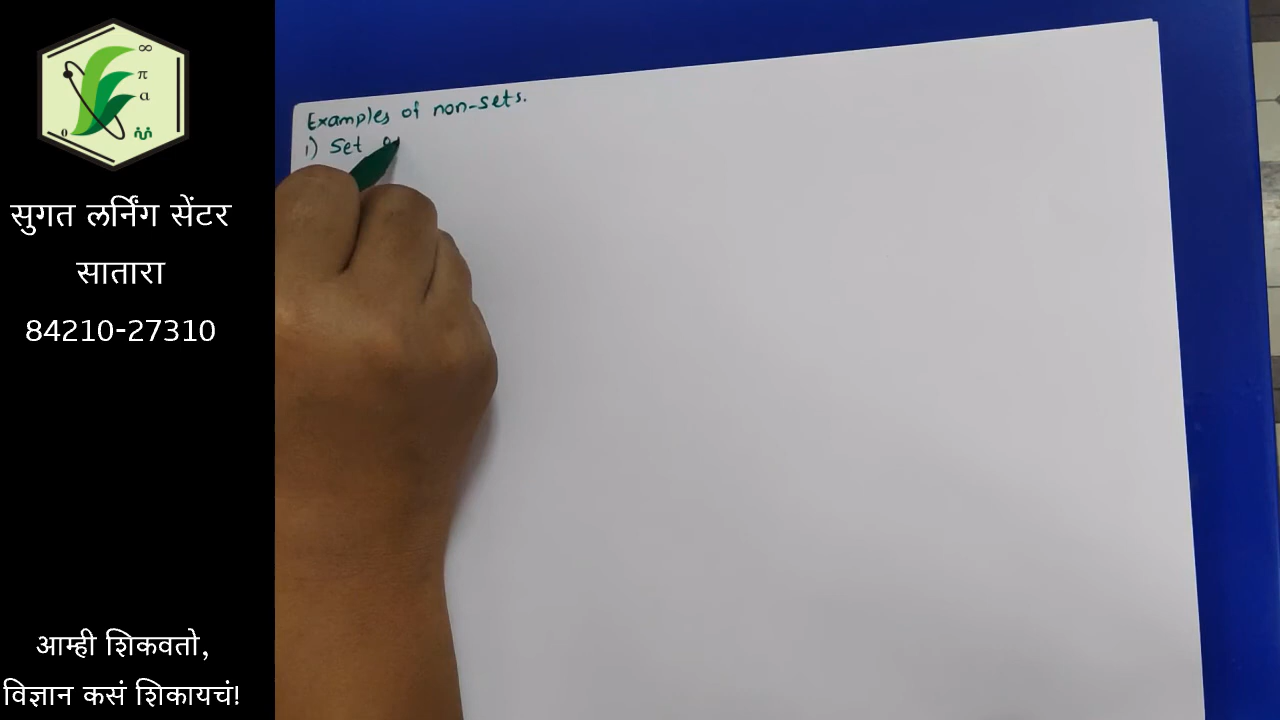 ∞
π
α
सुगत लर्निंग सेंटर
सातारा
84210-27310
आम्ही शिकवतो,
विज्ञान कसं शिकायचं!
Examples of non-sets.
1) Set